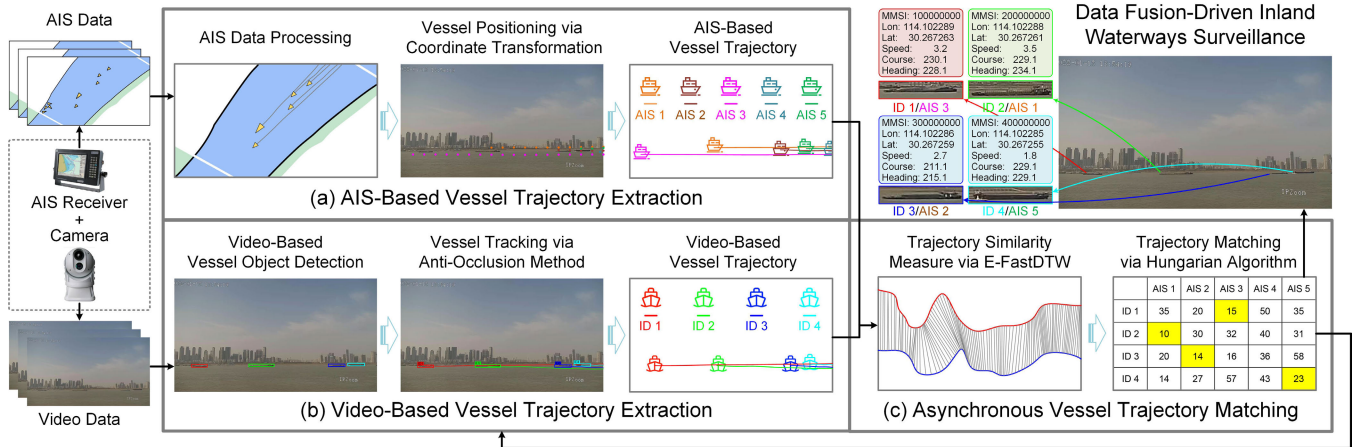 AIS Data
AIS Receiver
+
Camera
Video Data
AIS Data Processing
Vessel Positioning via
Coordinate Transformation
SPZoom
AIS-Based
Vessel Trajectory
AIS 1 AIS 2 AIS 3 AIS 4 AIS 5
(a) AIS-Based Vessel Trajectory Extraction
Video-Based
Vessel Object Detection
SPZoom
Vessel Tracking via
Anti-Occlusion Method
SPZoom
Video-Based
Vessel Trajectory
ID 1 ID 2 ID 3 ID 4
(b) Video-Based Vessel Trajectory Extraction
MMSI: 100000000
Lon: 114.102289
Lat: 30.267263
Speed: 3.2
Course: 230.1
Heading: 228.1
ID 1/AIS 3
MMSI: 200000000
Lon: 114.102288
Lat: 30.267261
Speed: 3.5
Course: 229.1
Heading: 234.1
ID 2/AIS 1
MMSI: 300000000
Lon: 114.102286
Lat: 30.267259
Speed: 2.7
Course: 211.1
Heading: 215.1
ID 3/AIS 2
MMSI: 400000000
Lon: 114.102285
Lat: 30.267265
Speed: 1.8
Course: 229.1
Heading: 229.1
ID 4/AIS 5
Data Fusion-Driven Inland
Waterways Surveillance
SPZoom
Trajectory Similarity
Measure via E-FastDTW
Trajectory Matching
via Hungarian Algorithm
AIS 1 AIS 2 AIS 3 AIS 4 AIS 5
ID 1 35 20 15 50 35
ID 2 10 30 32 40 31
ID 3 20 14 16 36 58
ID 4 14 27 57 43 23
(c) Asynchronous Vessel Trajectory Matching